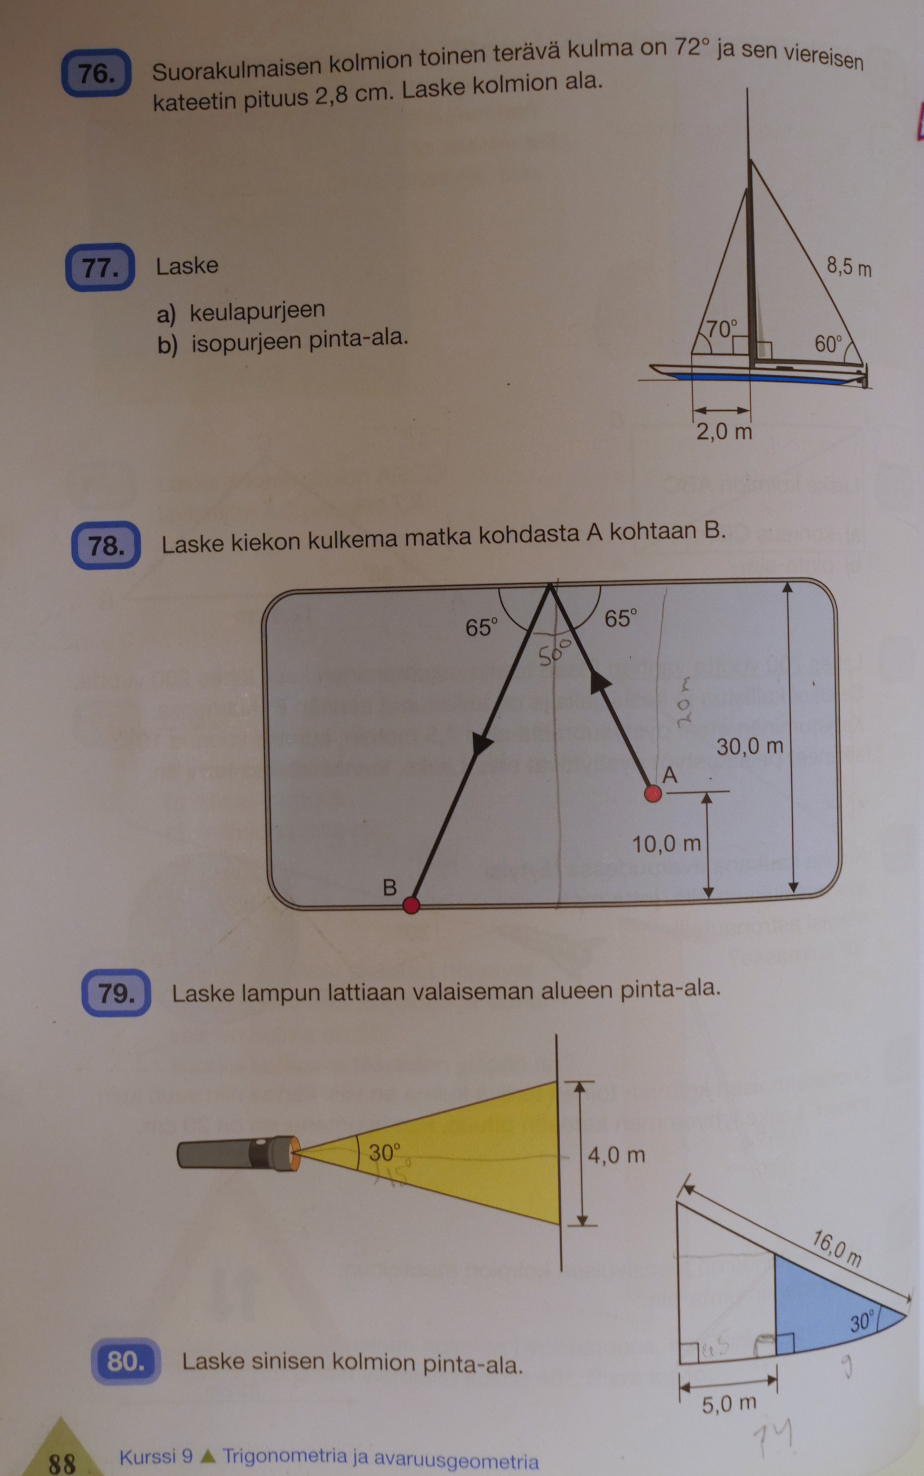 76. Suorakulmaisen kolmion toinen terävä kulma on 72° ja sen viereisen
kateetin pituus 2,8 cm. Laske kolmion ala.
77. Laske
a) keulapurjeen
b) isopurjeen pinta-ala.
8,5 m
70°
60°
2,0 m
78. Laske kiekon kulkema matka kohdasta A kohtaan B.
65°
65°
50°
A
30,0 m
10,0 m
B
79. Laske lampun lattiaan valaiseman alueen pinta-ala.
30°
15°
4,0 m
16,0 m
30°
80. Laske sinisen kolmion pinta-ala.
5,0 m
9
88 Kurssi 9 ▲ Trigonometria ja avaruusgeometria